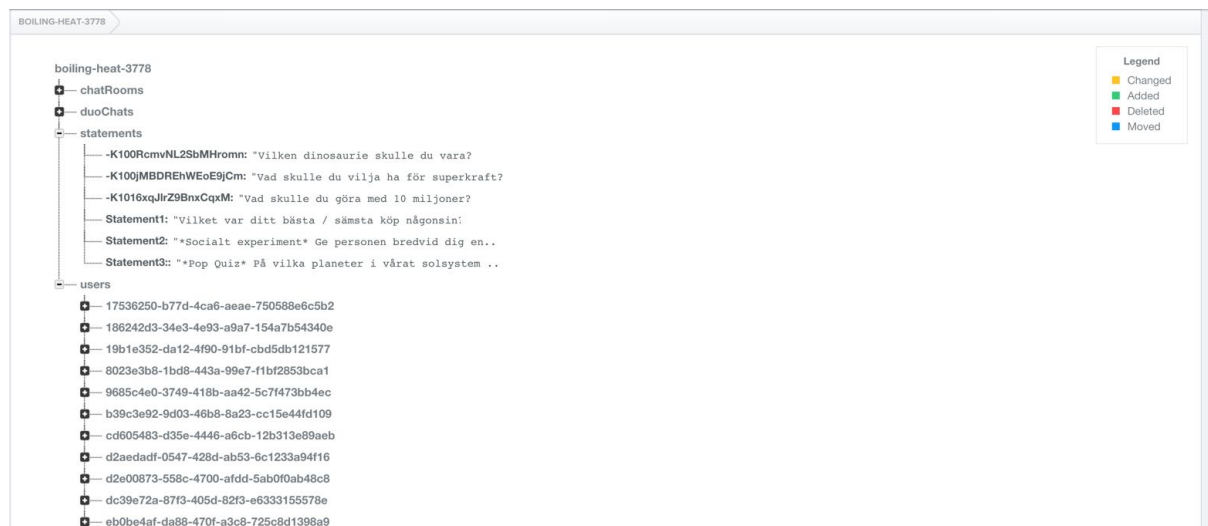 BOILING-HEAT-3778
Legend
Changed
Added
Deleted
Moved
boiling-heat-3778
chatRooms
duoChats
statements
-K100RcmvNL2SbMHromn: "Vilken dinosaurie skulle du vara?
-K100jMBDREhWEoE9jCm: "Vad skulle du vilja ha för superkraft?
-K1016xqJlrZ9BnxCqxM: "Vad skulle du göra med 10 miljoner?
Statement1: "Vilket var ditt bästa / sämsta köp någonsin?
Statement2: "*Socialt experiment* Ge personen bredvid dig en..
Statement3:: "*Pop Quiz* På vilka planeter i vårat solsystem ..
users
17536250-b77d-4ca6-aeae-750588e6c5b2
186242d3-34e3-4e93-a9a7-154a7b54340e
19b1e352-da12-4f90-91bf-cbd5db121577
8023e3b8-1bd8-443a-99e7-f1bf2853bca1
9685c4e0-3749-418b-aa42-5c7f473bb4ec
b39c3e92-9d03-46b8-8a23-cc15e44fd109
cd605483-d35e-4446-a6cb-12b313e89aeb
d2aedadf-0547-428d-ab53-6c1233a94f16
d2e00873-558c-4700-afdd-5ab0f0ab48c8
dc39e72a-87f3-405d-82f3-e6333155578e
eb0be4af-da88-470f-a3c8-725c8d1398a9